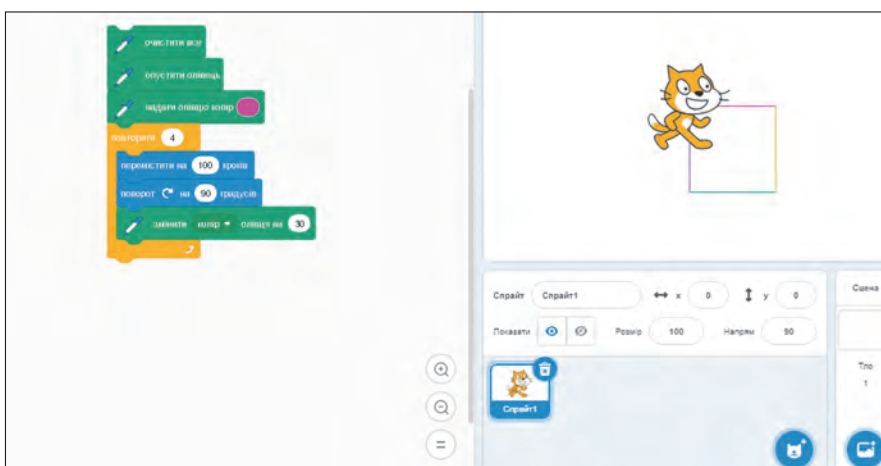 очистити все
опустити олівець
надати олівцю колір
повторити 4
перемістити на 100 кроків
поворот на 90 градусів
змінити колір олівця на 30
Спрайт Спрайт1 x 0 y 0
Показати Розмір 100 Напрям 90
Спрайт1
Сцена
Тло
1